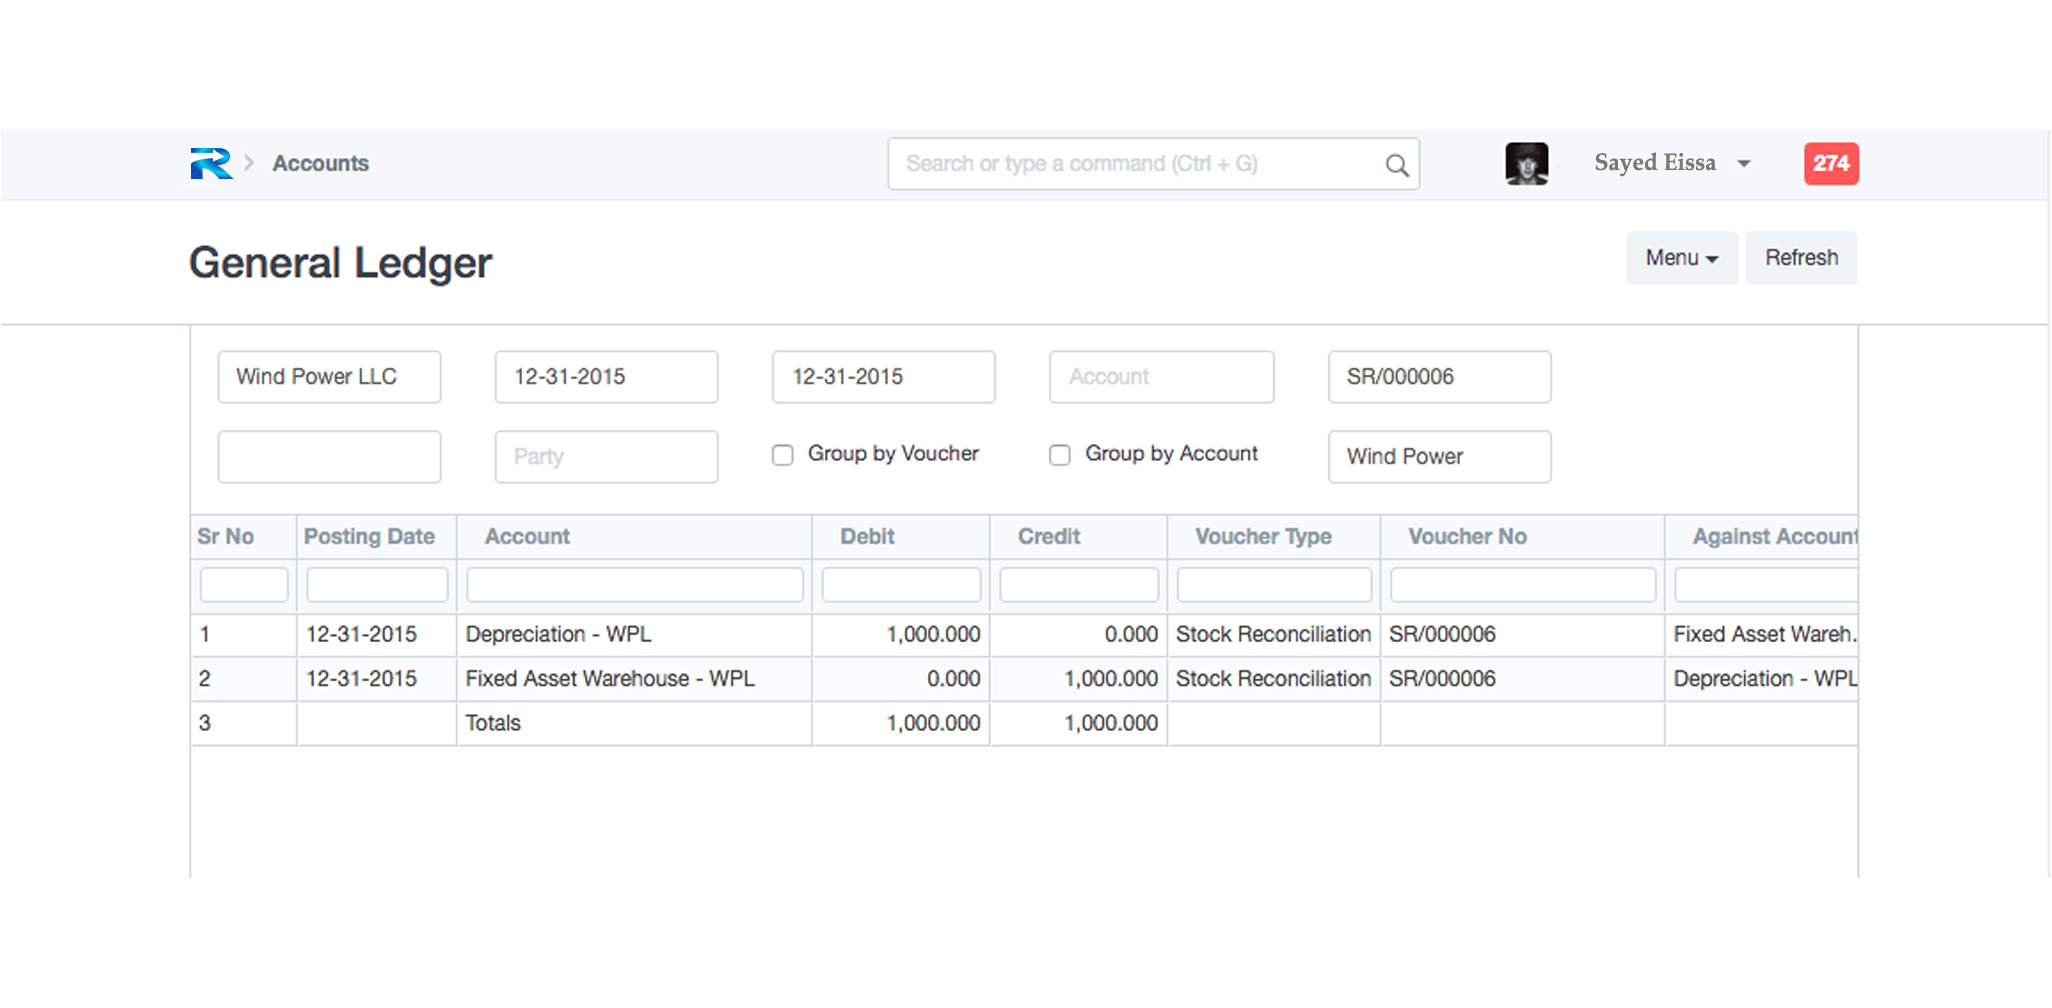 Accounts
Search or type a command (Ctrl + G)
Sayed Eissa
274
General Ledger
Menu
Refresh
Wind Power LLC 12-31-2015 12-31-2015 Account SR/000006
Party Group by Voucher Group by Account Wind Power
Sr No Posting Date Account Debit Credit Voucher Type Voucher No Against Account
1 12-31-2015 Depreciation - WPL 1,000.000 0.000 Stock Reconciliation SR/000006 Fixed Asset Wareh.
2 12-31-2015 Fixed Asset Warehouse - WPL 0.000 1,000.000 Stock Reconciliation SR/000006 Depreciation - WPL
3 Totals 1,000.000 1,000.000